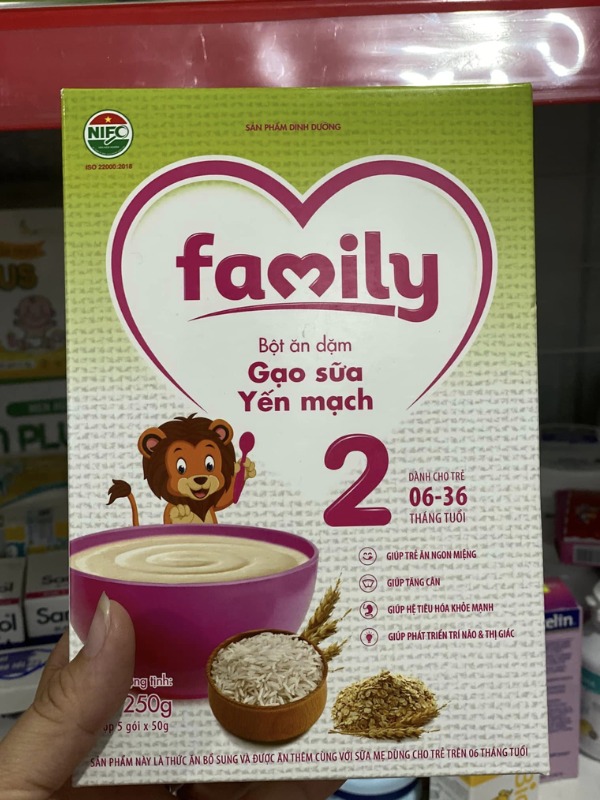 NIFO
ISO 22000:2018
SẢN PHẨM DINH DƯỠNG
family
Bột ăn dặm
Gạo sữa
Yến mạch
2
DÀNH CHO TRẺ
06-36
THÁNG TUỔI
GIÚP TRẺ ĂN NGON MIỆNG
GIÚP TĂNG CÂN
GIÚP HỆ TIÊU HÓA KHỎE MẠNH
GIÚP PHÁT TRIỂN TRÍ NÃO & THỊ GIÁC
tịnh:
250g
5 gói x 50g
SẢN PHẨM NÀY LÀ THỨC ĂN BỔ SUNG VÀ ĐƯỢC ĂN THÊM CÙNG VỚI SỮA MẸ DÙNG CHO TRẺ TRÊN 06 THÁNG TUỔI